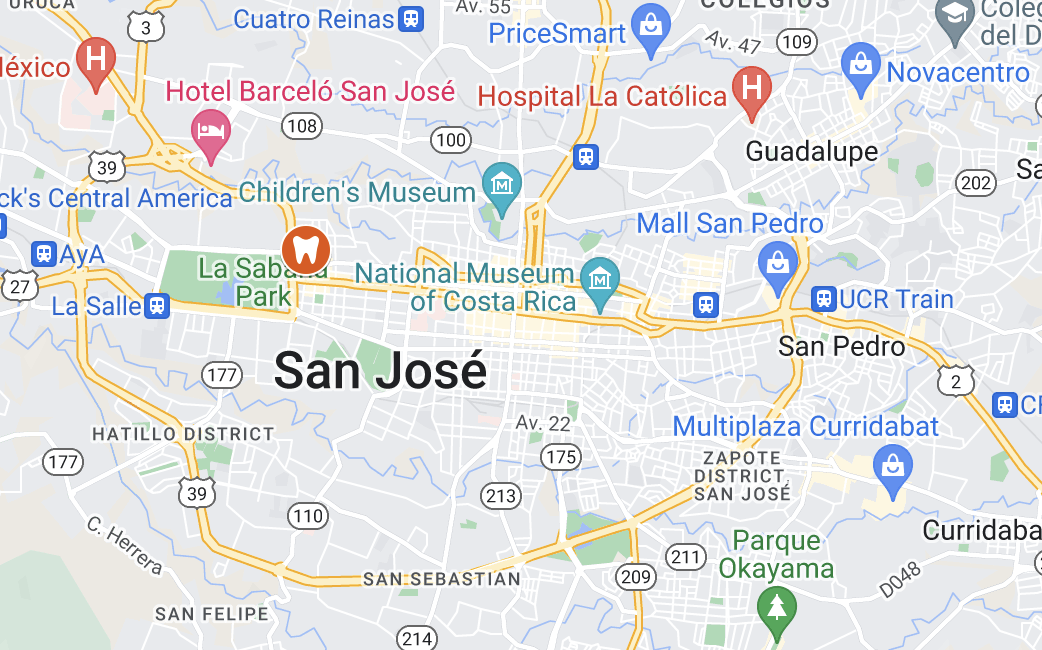 URUCA
3
Cuatro Reinas
Av. 55
COLEGIOS
PriceSmart
Av. 47
109
Coleg
del D
México
H
Hotel Barceló San José
Hospital La Católica
H
Novacentro
108
100
Guadalupe
39
202
Sa
ck's Central America
Children's Museum
Mall San Pedro
AyA
La Sabana
Park
National Museum
of Costa Rica
27
La Salle
UCR Train
San Pedro
177
San José
2
CF
Av. 22
Multiplaza Curridabat
HATILLO DISTRICT
175
ZAPOTE
DISTRICT,
SAN JOSÉ
177
39
213
110
C. Herrera
Curridaba
Parque
Okayama
211
SAN SEBASTIAN
209
D048
SAN FELIPE
214